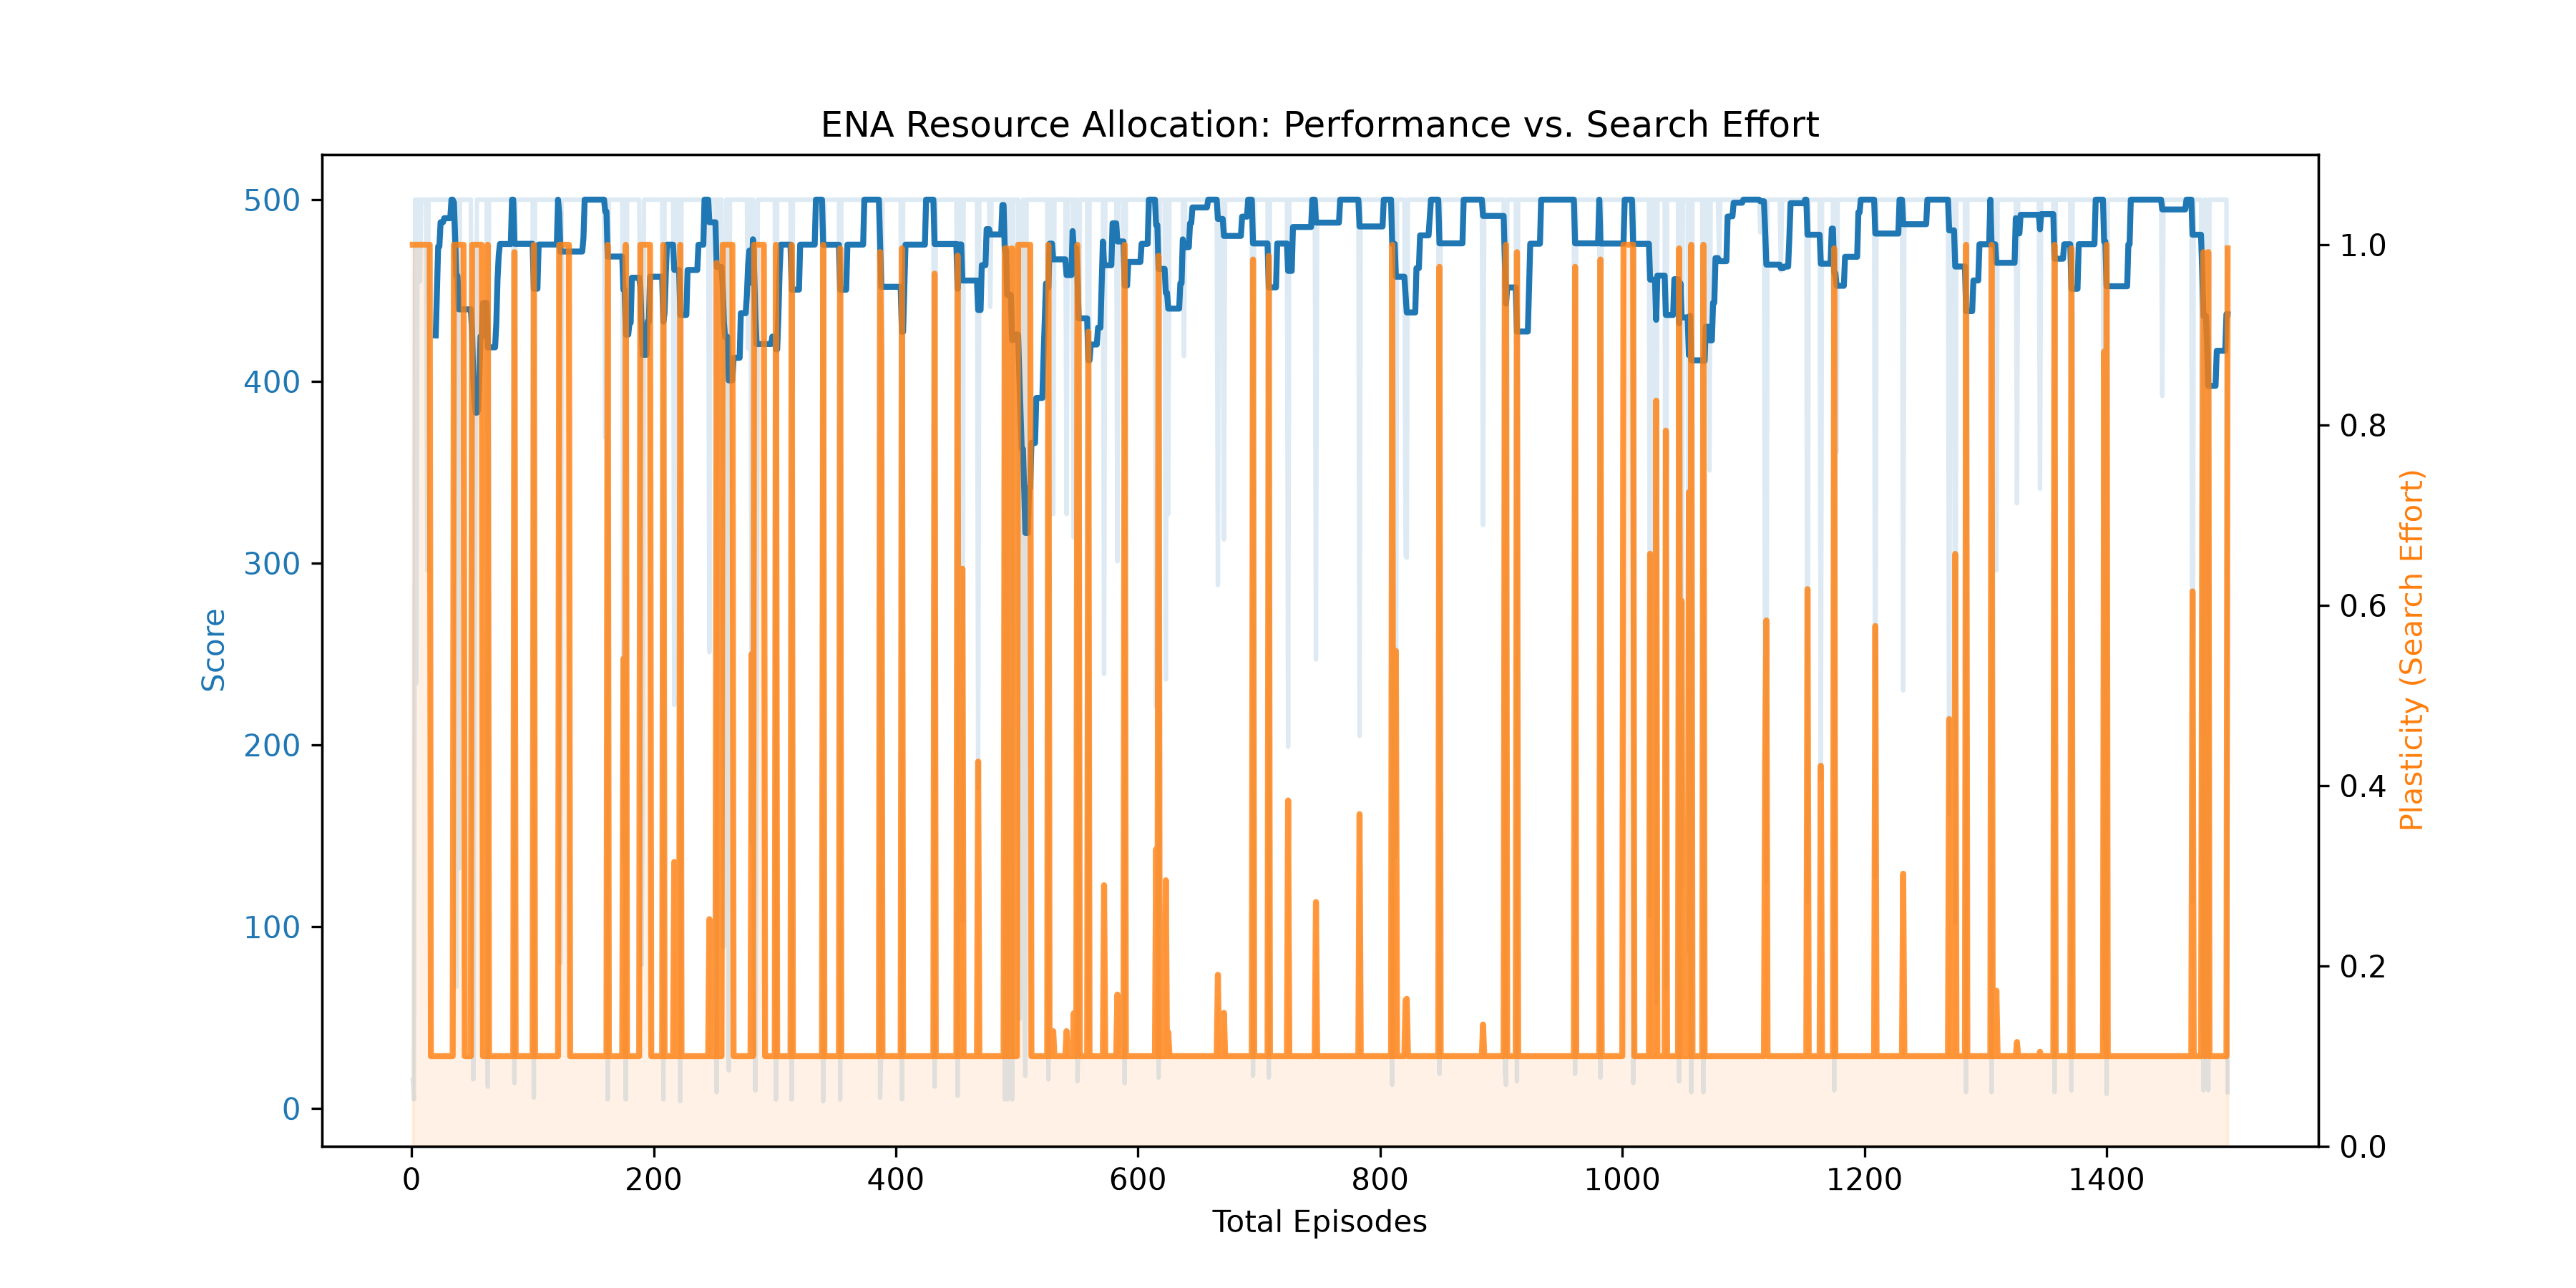 ENA Resource Allocation: Performance vs. Search Effort
500
400
300
200
100
0
Score
1.0
0.8
0.6
0.4
0.2
0.0
Plasticity (Search Effort)
0 200 400 600 800 1000 1200 1400
Total Episodes